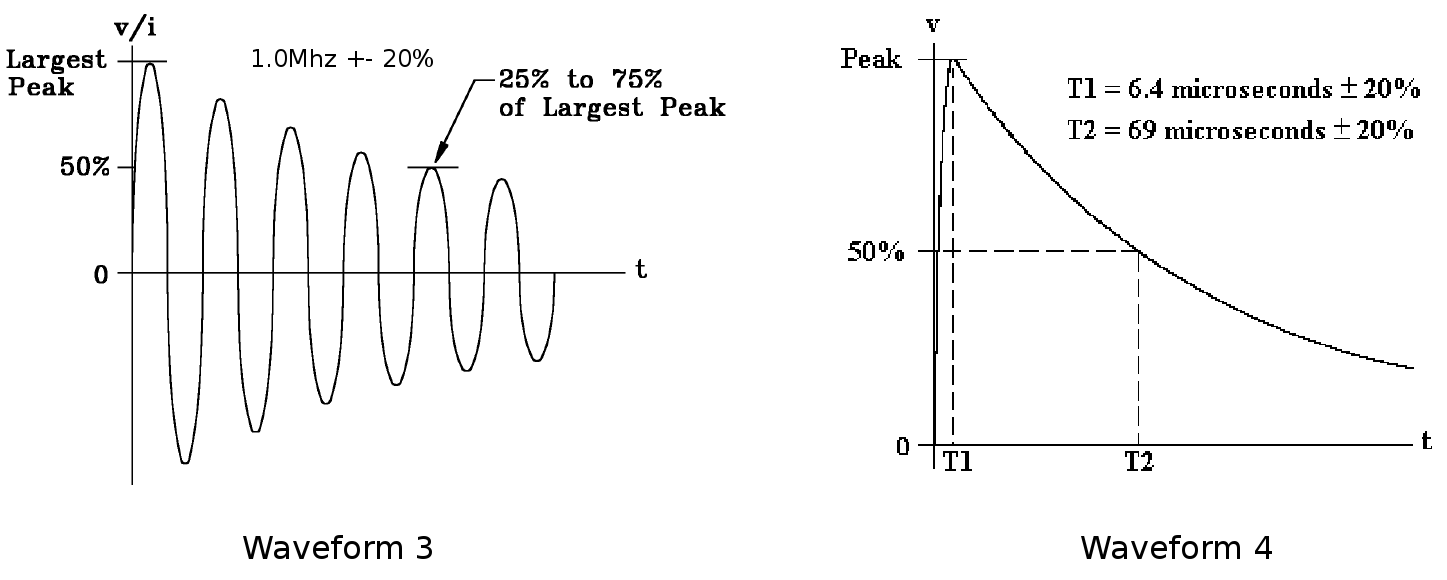 v/i
Largest
Peak
1.0Mhz +- 20%
25% to 75%
of Largest Peak
50%
0
t
Waveform 3
v
Peak
T1 = 6.4 microseconds ± 20%
T2 = 69 microseconds ± 20%
50%
0
T1
T2
t
Waveform 4